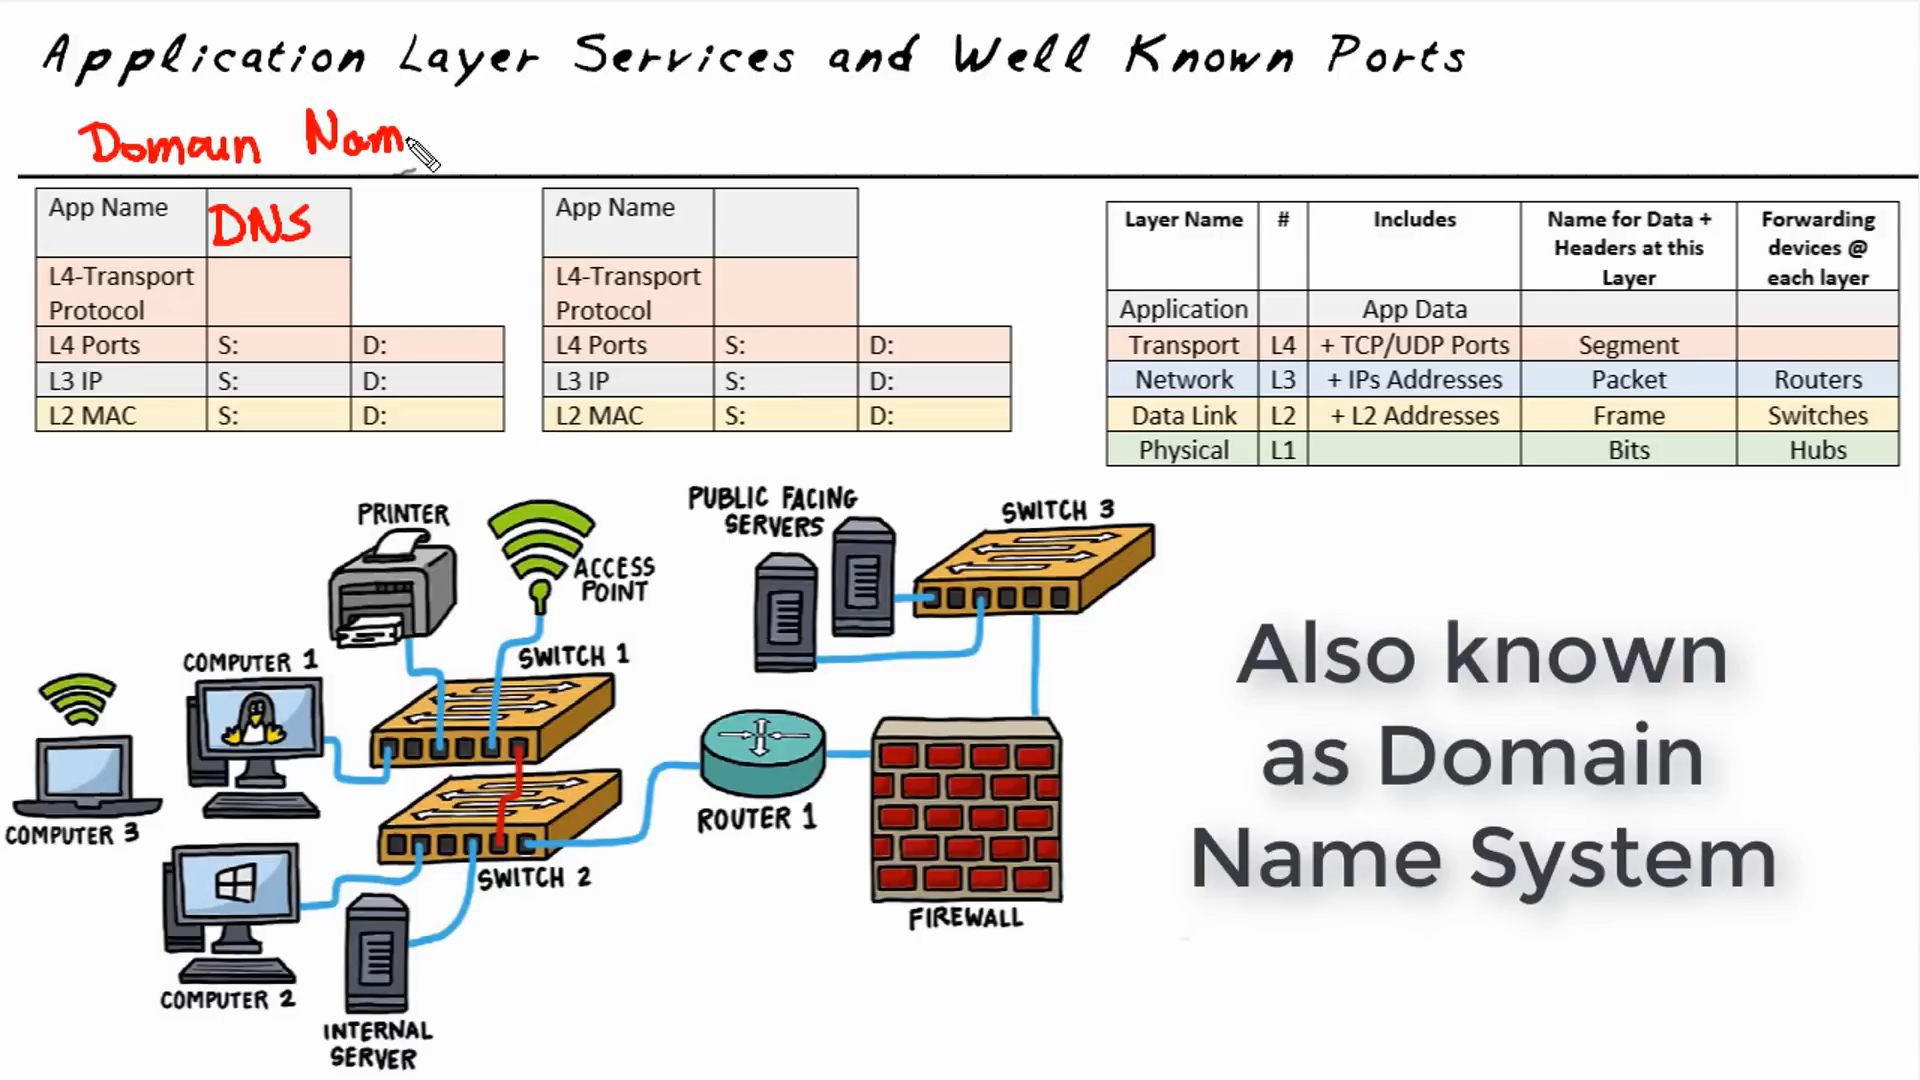 Application Layer Services and Well Known Ports
Domain Nam
App Name DNS
L4-Transport
Protocol
L4 Ports S: D:
L3 IP S: D:
L2 MAC S: D:
App Name
L4-Transport
Protocol
L4 Ports S: D:
L3 IP S: D:
L2 MAC S: D:
Layer Name # Includes Name for Data + Forwarding
Headers at this devices @
Layer each layer
Application App Data
Transport L4 + TCP/UDP Ports Segment
Network L3 + IPs Addresses Packet Routers
Data Link L2 + L2 Addresses Frame Switches
Physical L1 Bits Hubs
PRINTER
ACCESS
POINT
PUBLIC FACING
SERVERS
SWITCH 3
COMPUTER 1
SWITCH 1
COMPUTER 3
SWITCH 2
ROUTER 1
FIREWALL
COMPUTER 2
INTERNAL
SERVER
Also known
as Domain
Name System